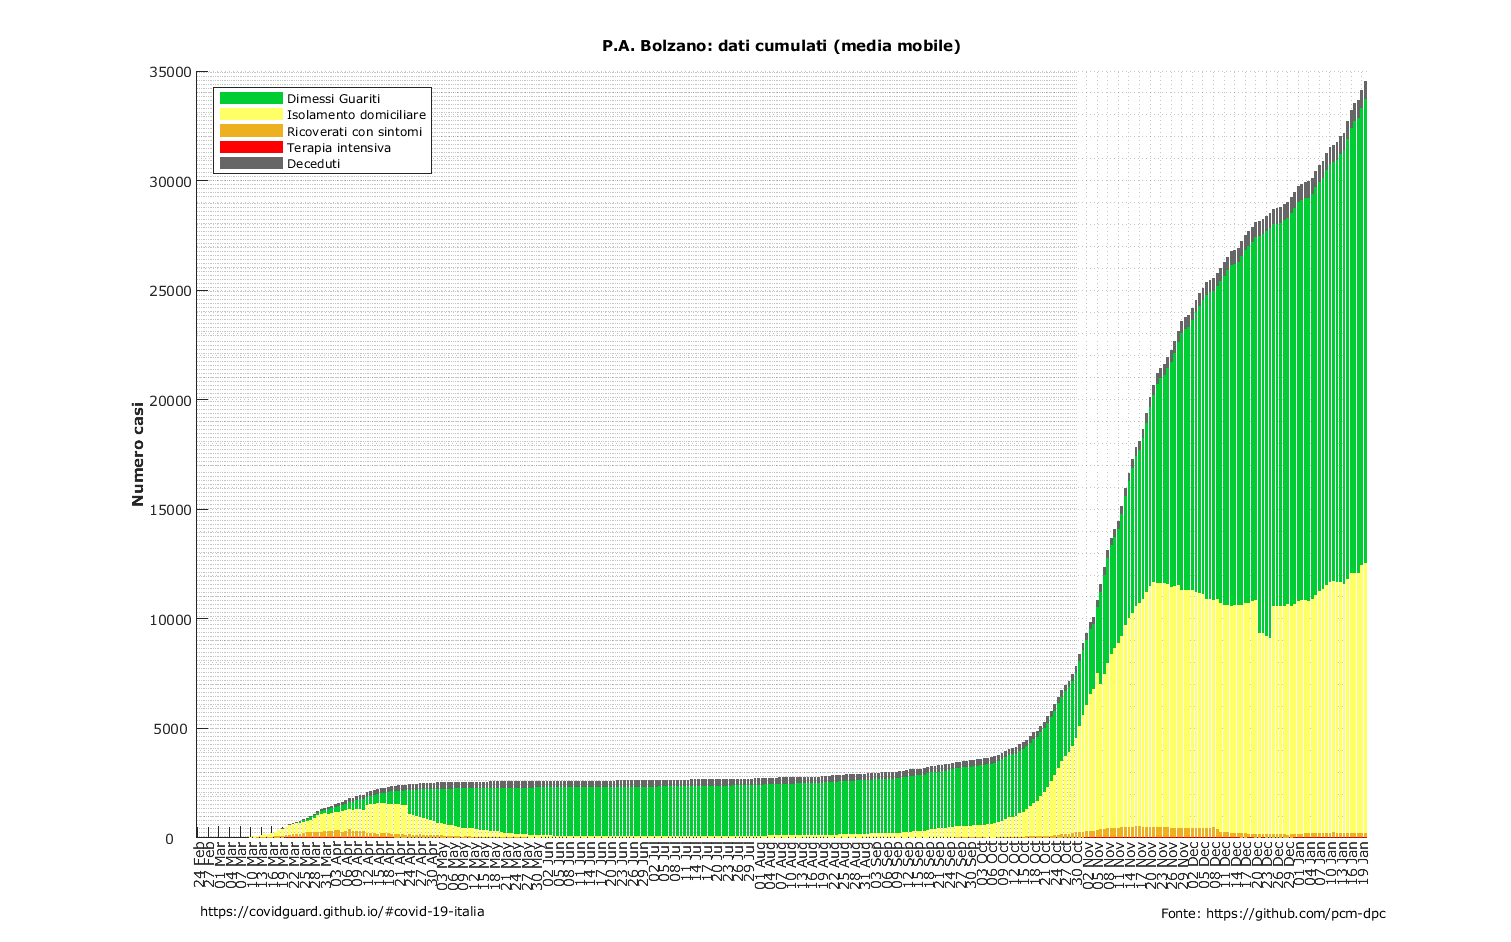 P.A. Bolzano: dati cumulati (media mobile)
Numero casi
35000
30000
25000
20000
15000
10000
5000
0
Dimessi Guariti
Isolamento domiciliare
Ricoverati con sintomi
Terapia intensiva
Deceduti
24 Feb
27 Feb
01 Mar
04 Mar
07 Mar
10 Mar
13 Mar
16 Mar
19 Mar
22 Mar
25 Mar
28 Mar
31 Mar
03 Apr
06 Apr
09 Apr
12 Apr
15 Apr
18 Apr
21 Apr
24 Apr
27 Apr
30 Apr
03 May
06 May
09 May
12 May
15 May
18 May
21 May
24 May
27 May
30 May
02 Jun
05 Jun
08 Jun
11 Jun
14 Jun
17 Jun
20 Jun
23 Jun
26 Jun
29 Jun
02 Jul
05 Jul
08 Jul
11 Jul
14 Jul
17 Jul
20 Jul
23 Jul
26 Jul
29 Jul
01 Aug
04 Aug
07 Aug
10 Aug
13 Aug
16 Aug
19 Aug
22 Aug
25 Aug
28 Aug
31 Aug
03 Sep
06 Sep
09 Sep
12 Sep
15 Sep
18 Sep
21 Sep
24 Sep
27 Sep
30 Sep
03 Oct
06 Oct
09 Oct
12 Oct
15 Oct
18 Oct
21 Oct
24 Oct
27 Oct
30 Oct
02 Nov
05 Nov
08 Nov
11 Nov
14 Nov
17 Nov
20 Nov
23 Nov
26 Nov
29 Nov
02 Dec
05 Dec
08 Dec
11 Dec
14 Dec
17 Dec
20 Dec
23 Dec
26 Dec
29 Dec
01 Jan
04 Jan
07 Jan
10 Jan
13 Jan
16 Jan
19 Jan
https://covidguard.github.io/#covid-19-italia
Fonte: https://github.com/pcm-dpc